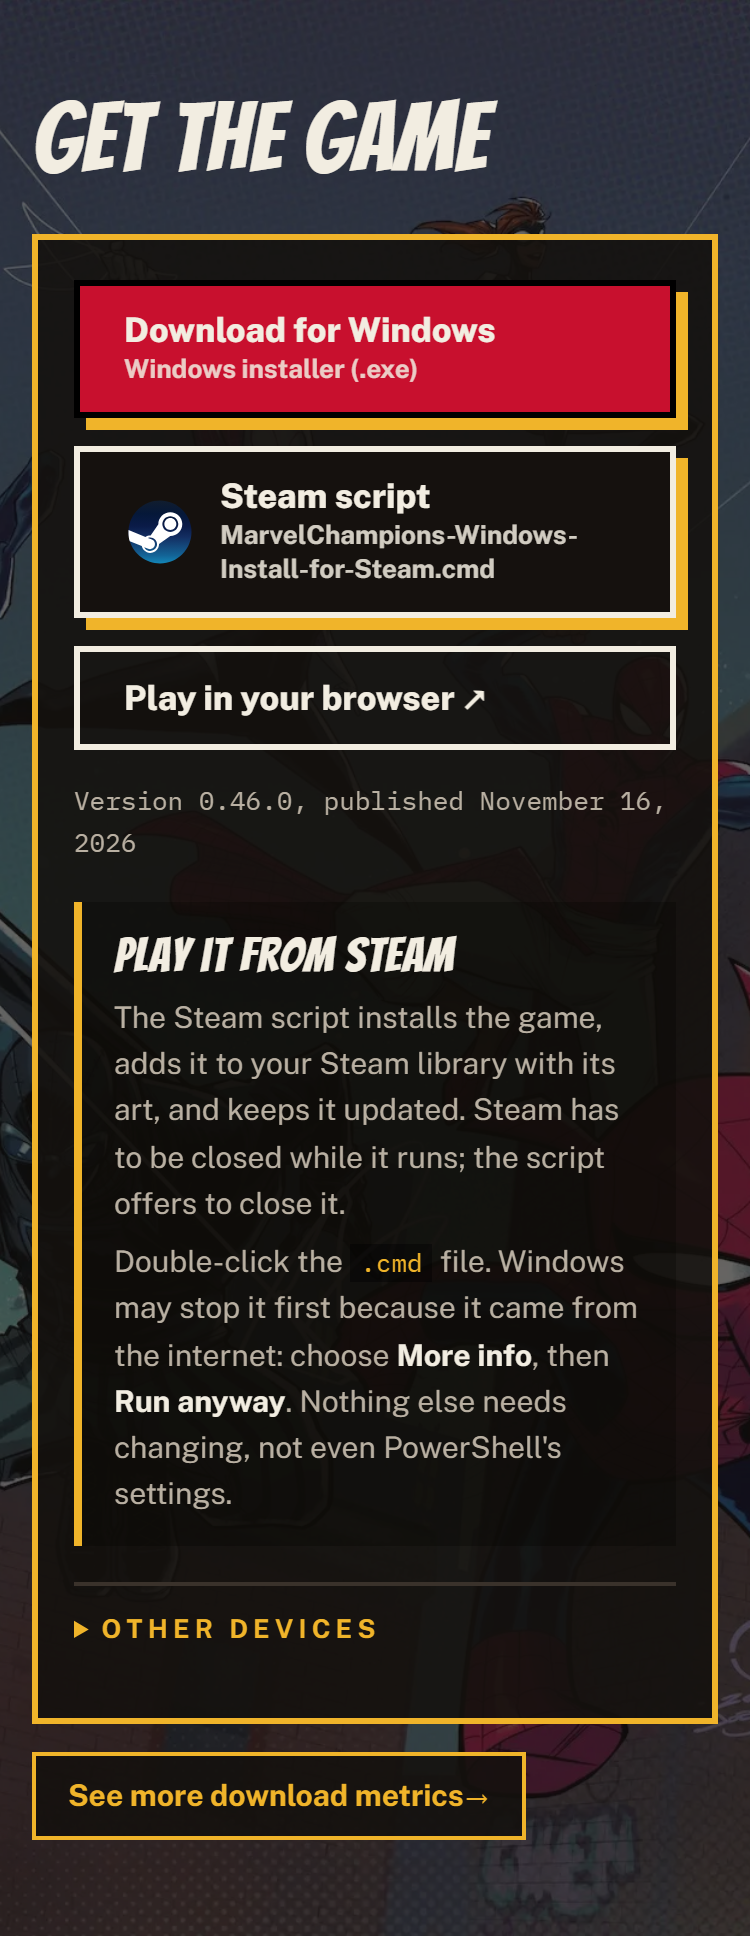 GET THE GAME
Download for Windows
Windows installer (.exe)
Steam script
MarvelChampions-Windows-
Install-for-Steam.cmd
Play in your browser ↗
Version 0.46.0, published November 16,
2026
PLAY IT FROM STEAM
The Steam script installs the game,
adds it to your Steam library with its
art, and keeps it updated. Steam has
to be closed while it runs; the script
offers to close it.
Double-click the .cmd file. Windows
may stop it first because it came from
the internet: choose More info, then
Run anyway. Nothing else needs
changing, not even PowerShell's
settings.
▶ OTHER DEVICES
See more download metrics→
GWEN